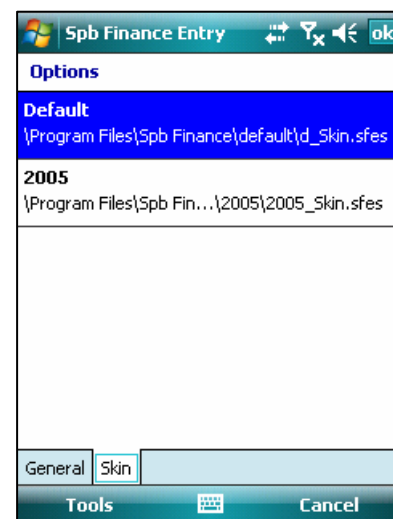 Spb Finance Entry ok
Options
Default
\Program Files\Spb Finance\default\d_Skin.sfes
2005
\Program Files\Spb Fin...\2005\2005_Skin.sfes
General Skin
Tools Cancel